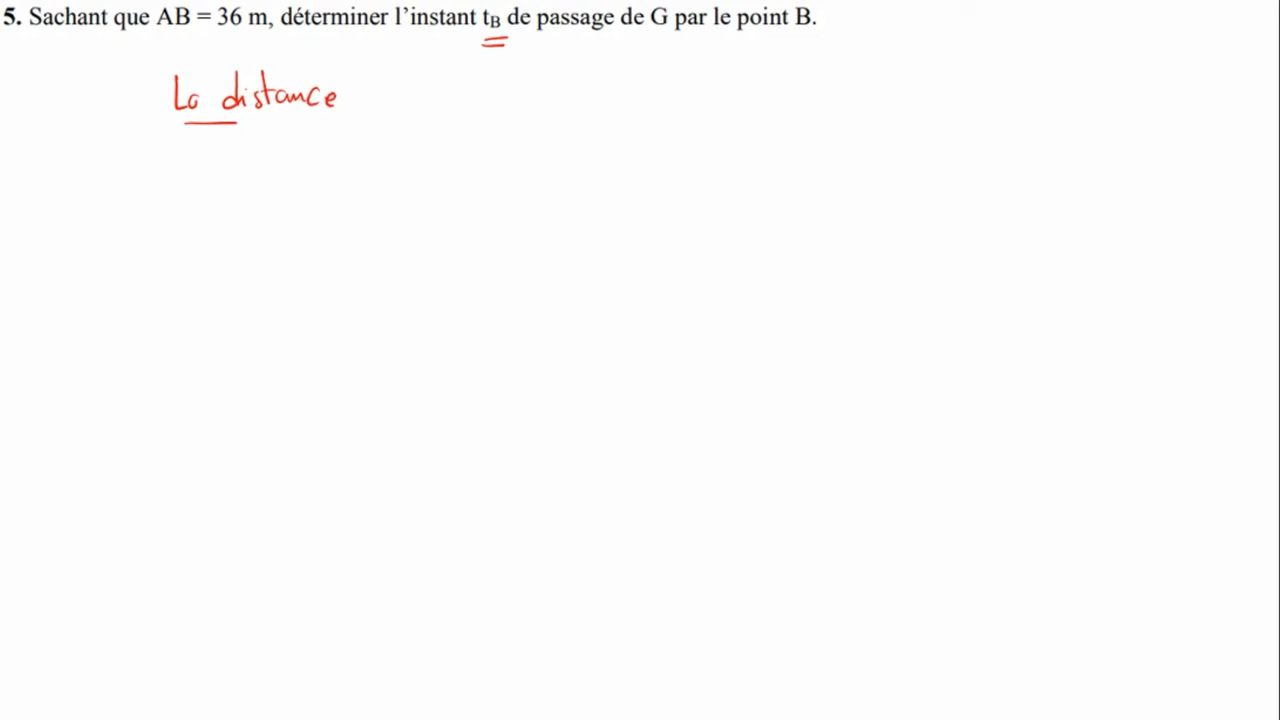 5. Sachant que AB = 36 m, déterminer l’instant tB de passage de G par le point B.
La distance